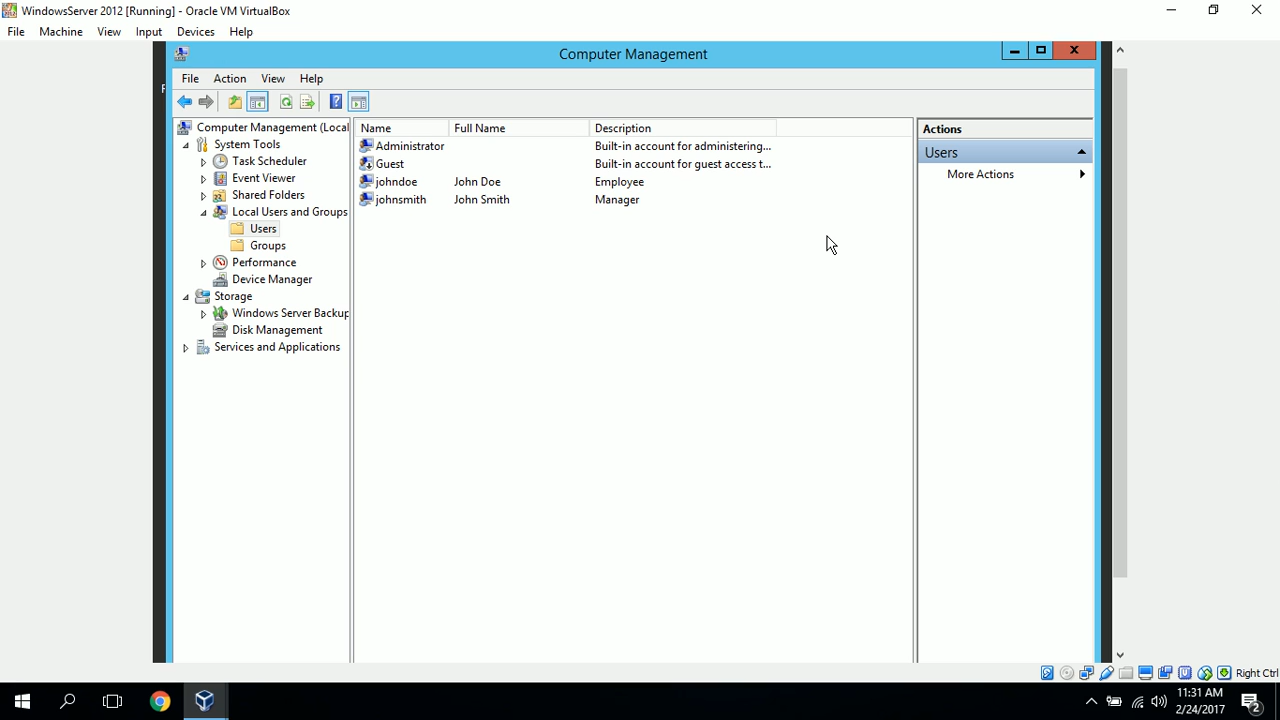 WindowsServer 2012 [Running] - Oracle VM VirtualBox
File Machine View Input Devices Help
Computer Management
File Action View Help
Computer Management (Local
System Tools
Task Scheduler
Event Viewer
Shared Folders
Local Users and Groups
Users
Groups
Performance
Device Manager
Storage
Windows Server Backup
Disk Management
Services and Applications
Name Full Name Description
Administrator Built-in account for administering...
Guest Built-in account for guest access t...
johndoe John Doe Employee
johnsmith John Smith Manager
Actions
Users
More Actions
Right Ctrl
11:31 AM
2/24/2017
2